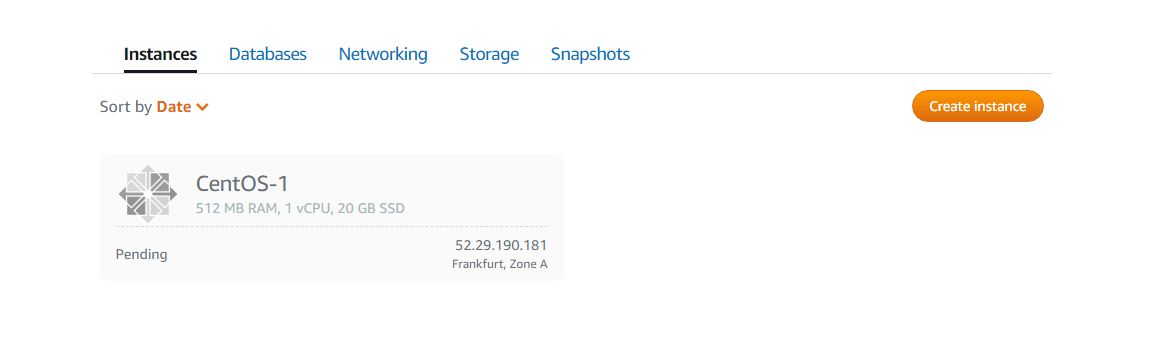 Instances Databases Networking Storage Snapshots
Sort by Date
Create instance
CentOS-1
512 MB RAM, 1 vCPU, 20 GB SSD
Pending
52.29.190.181
Frankfurt, Zone A